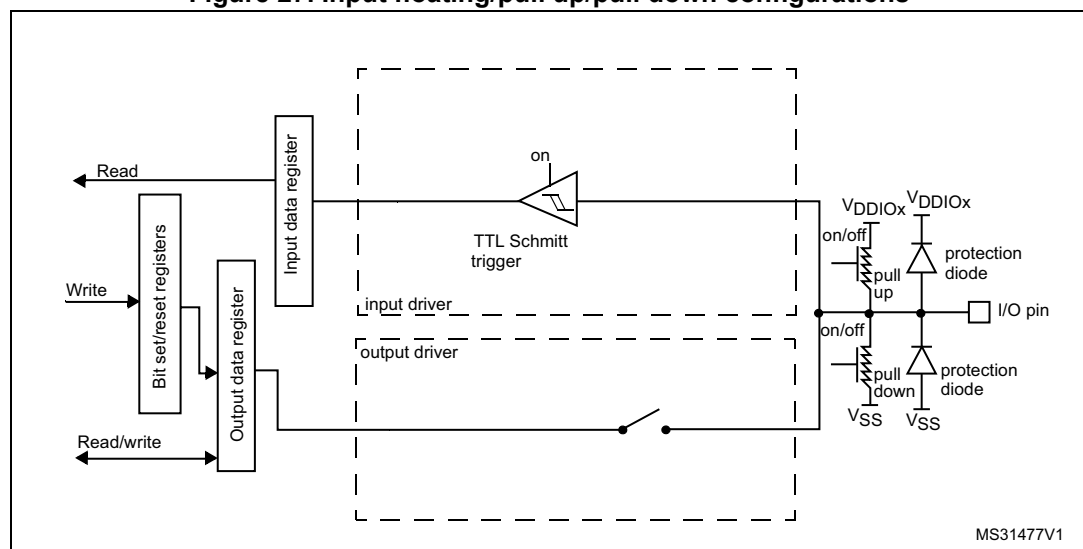 Figure 27. Input floating/pull up/pull down configurations
Input data register
on
Read
TTL Schmitt
trigger
input driver
Bit set/reset registers
Write
Output data register
output driver
Read/write
VDDIOx
VDDIOx
on/off
pull
up
protection
diode
I/O pin
on/off
pull
down
protection
diode
VSS
VSS
MS31477V1